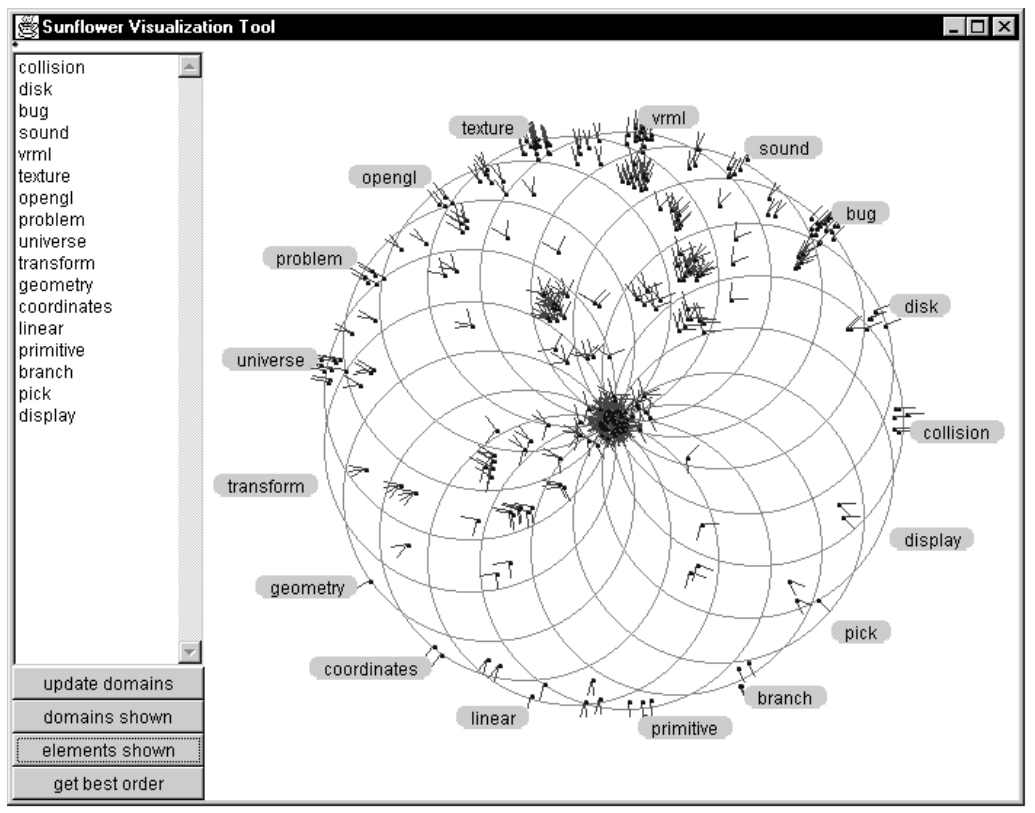 Sunflower Visualization Tool
collision
disk
bug
sound
vrml
texture
opengl
problem
universe
transform
geometry
coordinates
linear
primitive
branch
pick
display
update domains
domains shown
elements shown
get best order
vrml
texture
sound
opengl
bug
problem
disk
universe
collision
transform
display
geometry
pick
coordinates
branch
linear
primitive